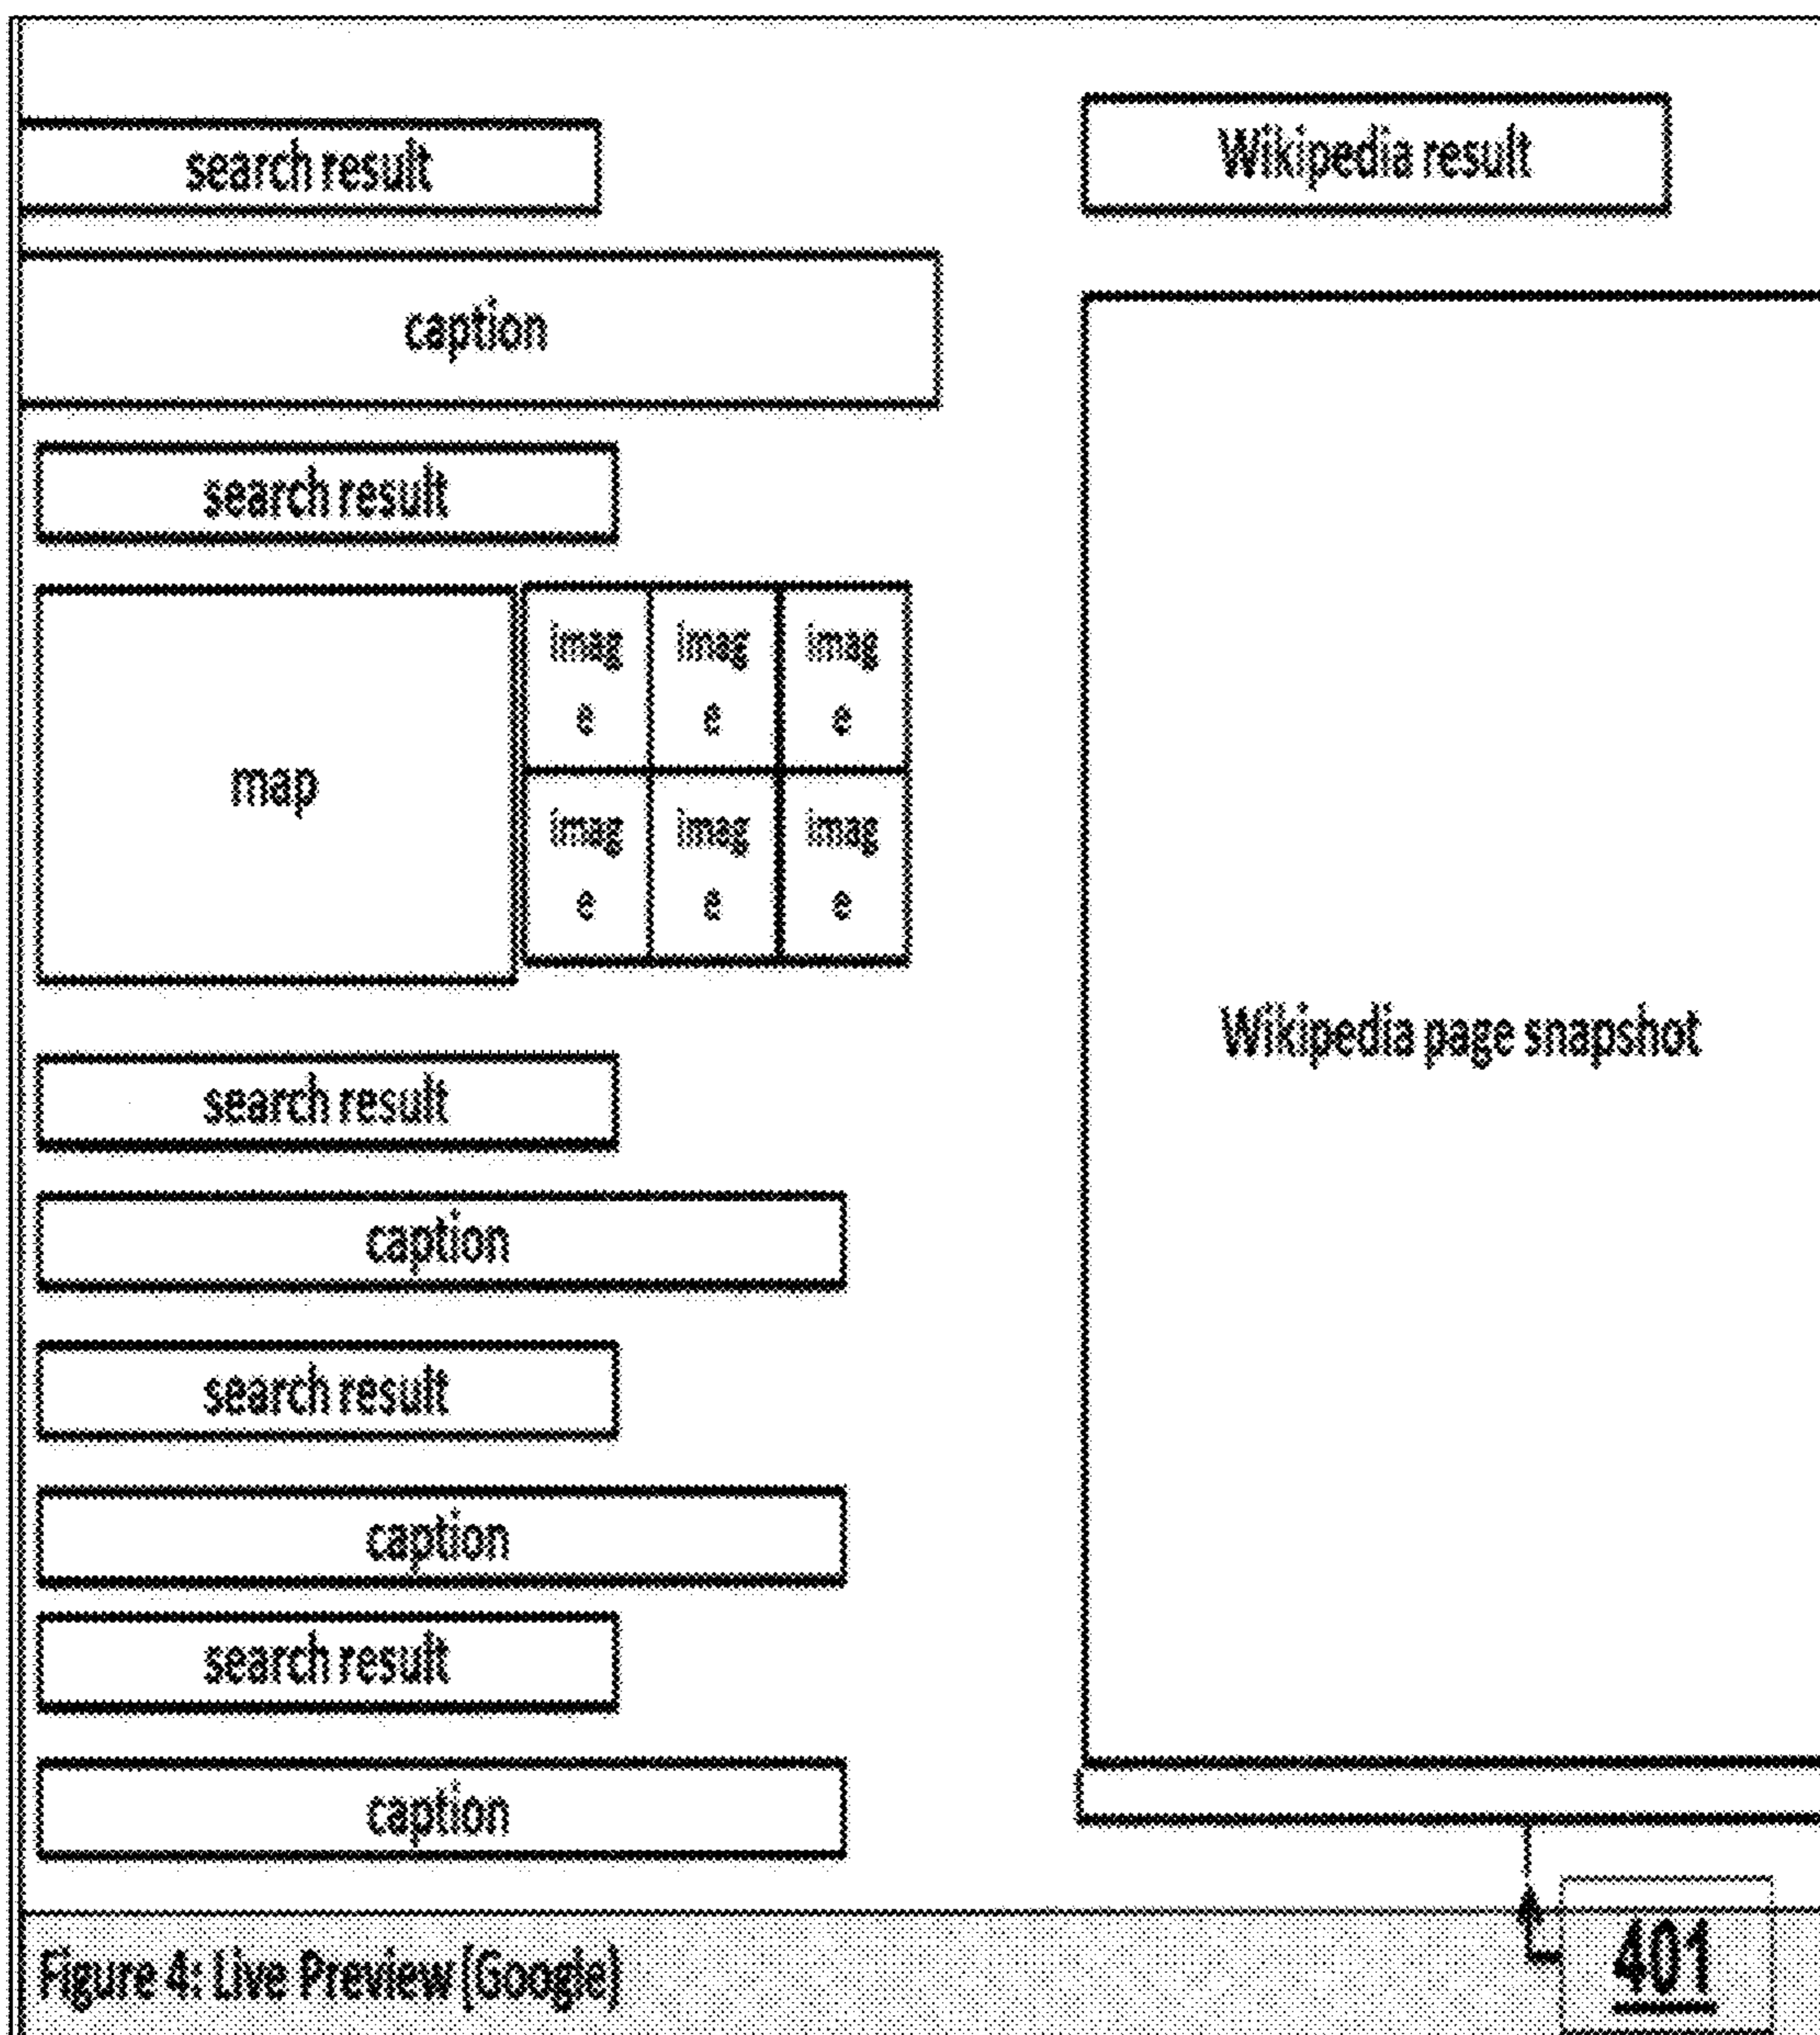 search result
caption
search result
map
imag
e
imag
e
imag
e
imag
e
imag
e
imag
e
search result
caption
search result
caption
search result
caption
Wikipedia result
Wikipedia page snapshot
401
Figure 4: Live Preview (Google)